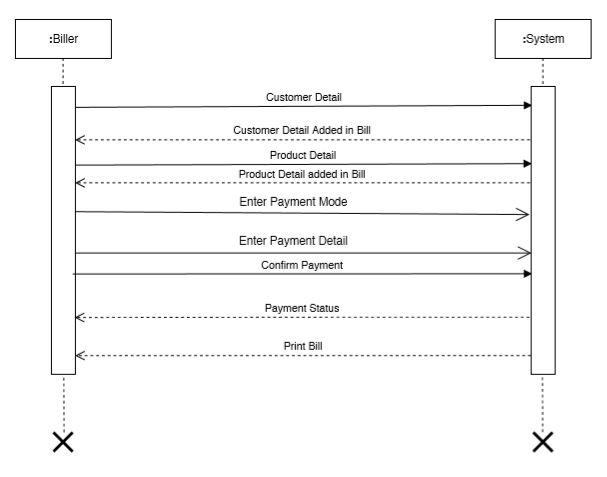 :Biller
:System
Customer Detail
Customer Detail Added in Bill
Product Detail
Product Detail added in Bill
Enter Payment Mode
Enter Payment Detail
Confirm Payment
Payment Status
Print Bill